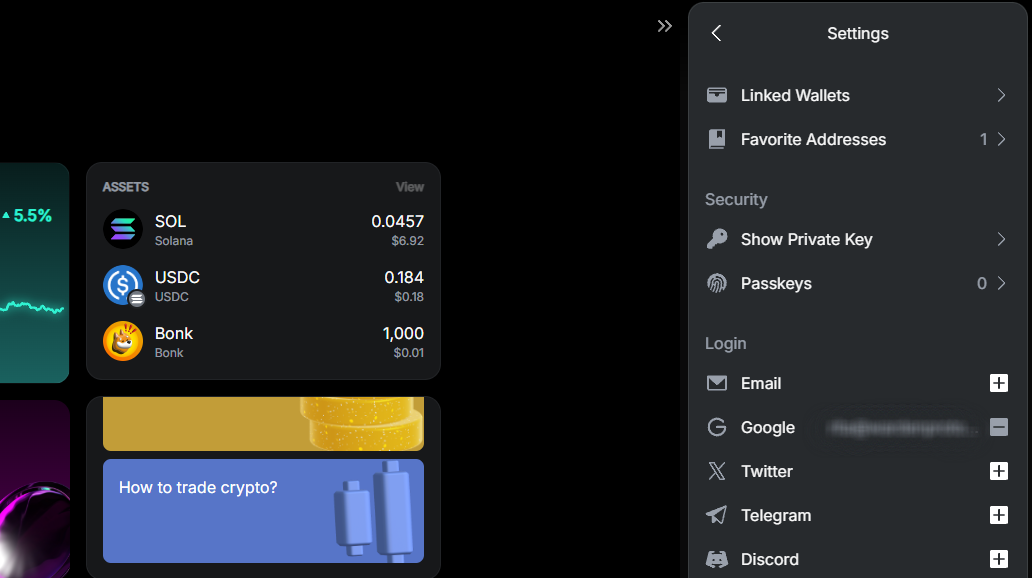 Settings
Linked Wallets
Favorite Addresses 1
Security
Show Private Key
Passkeys 0
Login
Email
Google
Twitter
Telegram
Discord
5.5%
ASSETS View
SOL 0.0457
Solana $6.92
USDC 0.184
USDC $0.18
Bonk 1,000
Bonk $0.01
How to trade crypto?